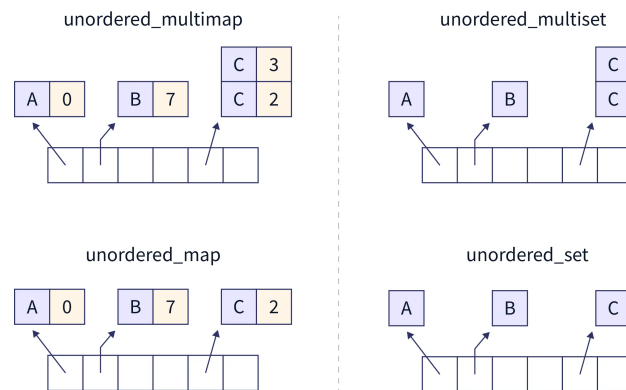 unordered_multimap
C 3
A 0 B 7 C 2
unordered_multiset
C
A B C
unordered_map
A 0 B 7 C 2
unordered_set
A B C